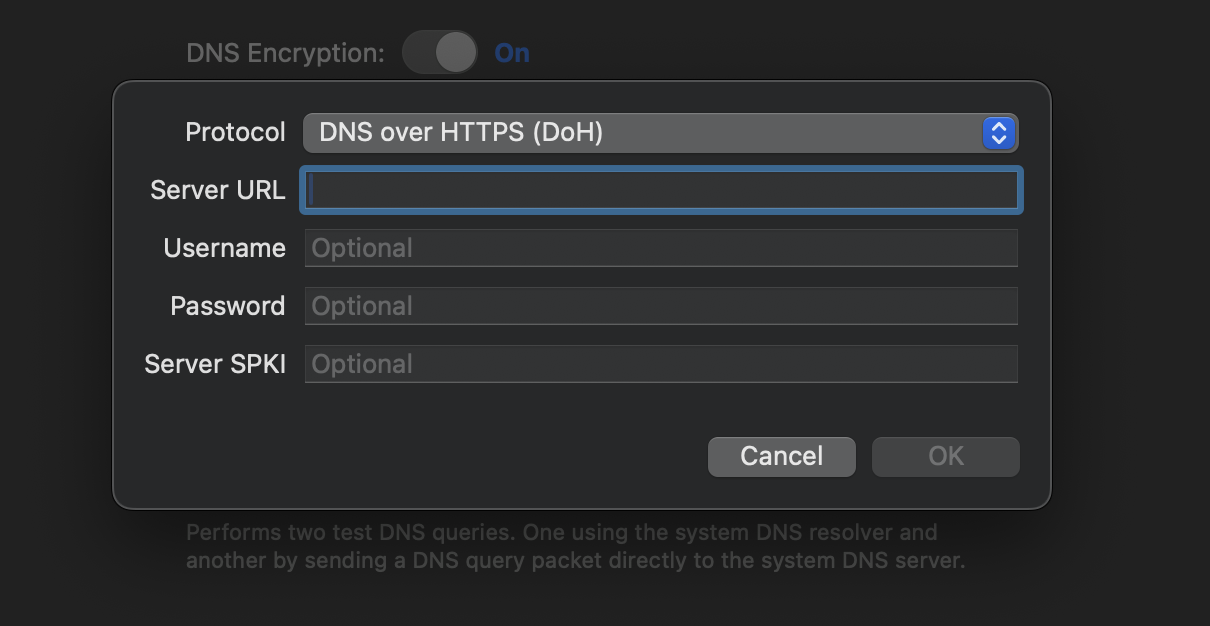 DNS Encryption: On
Protocol DNS over HTTPS (DoH)
Server URL
Username Optional
Password Optional
Server SPKI Optional
Cancel OK
Performs two test DNS queries. One using the system DNS resolver and
another by sending a DNS query packet directly to the system DNS server.